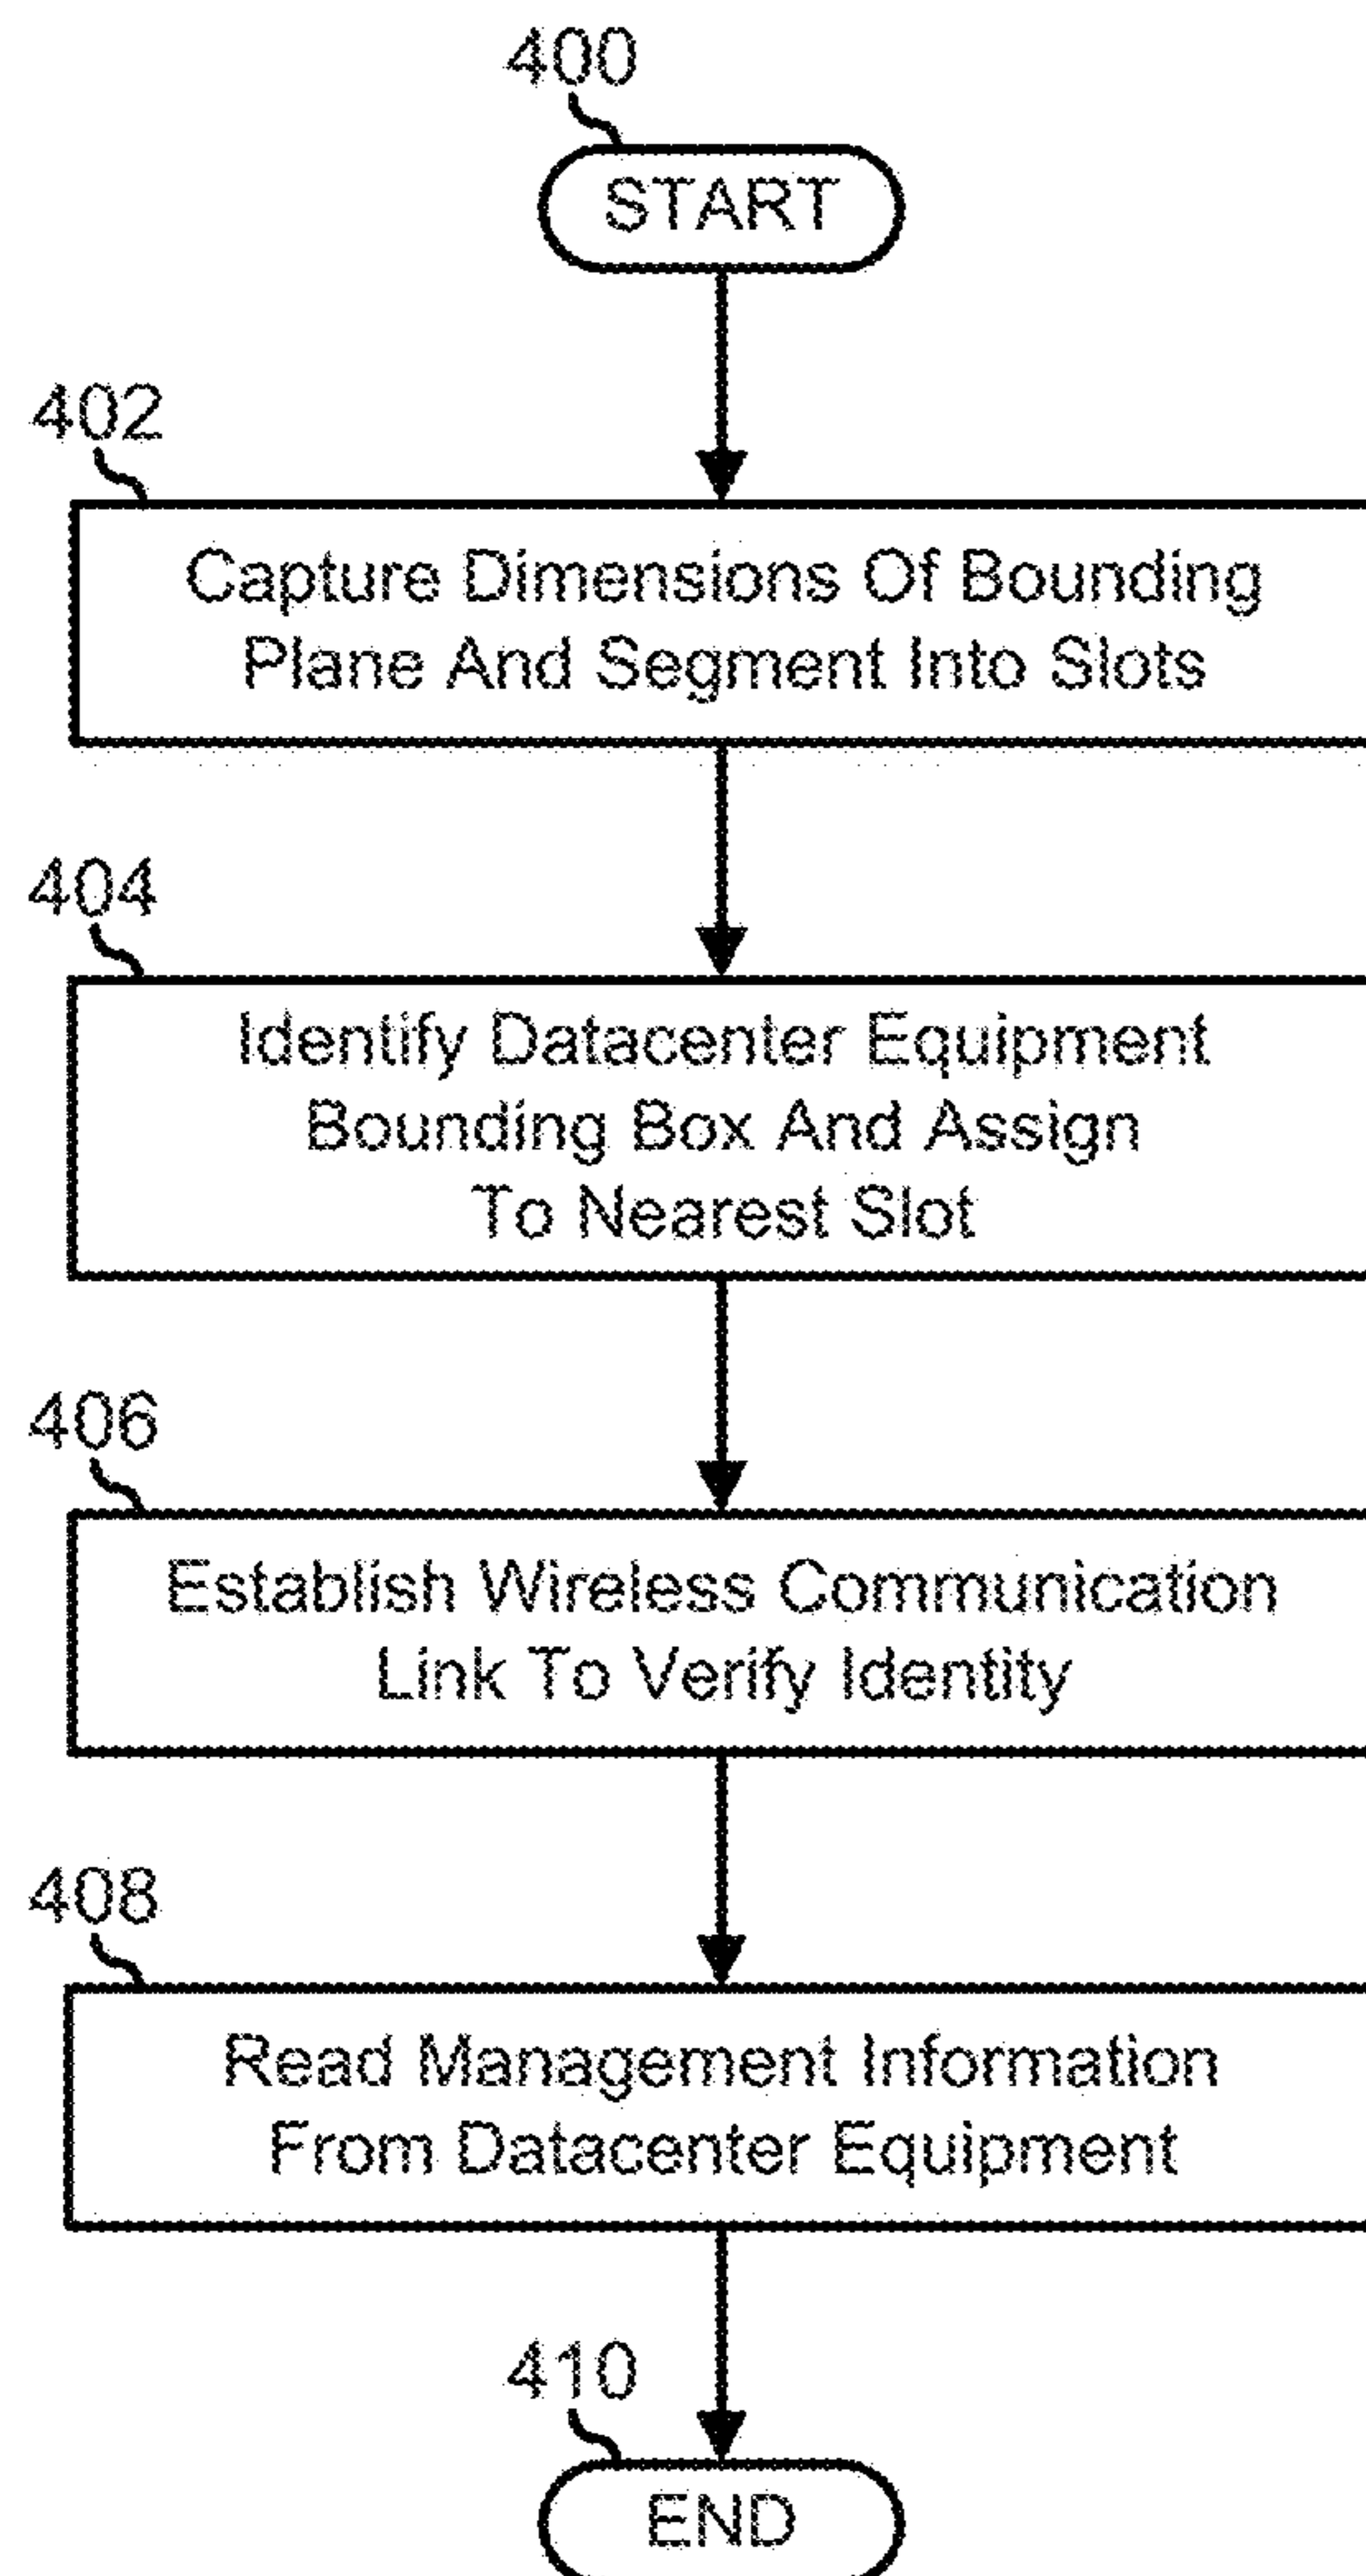 400
START
402
Capture Dimensions Of Bounding
Plane And Segment Into Slots
404
Identify Datacenter Equipment
Bounding Box And Assign
To Nearest Slot
406
Establish Wireless Communication
Link To Verify Identity
408
Read Management Information
From Datacenter Equipment
410
END